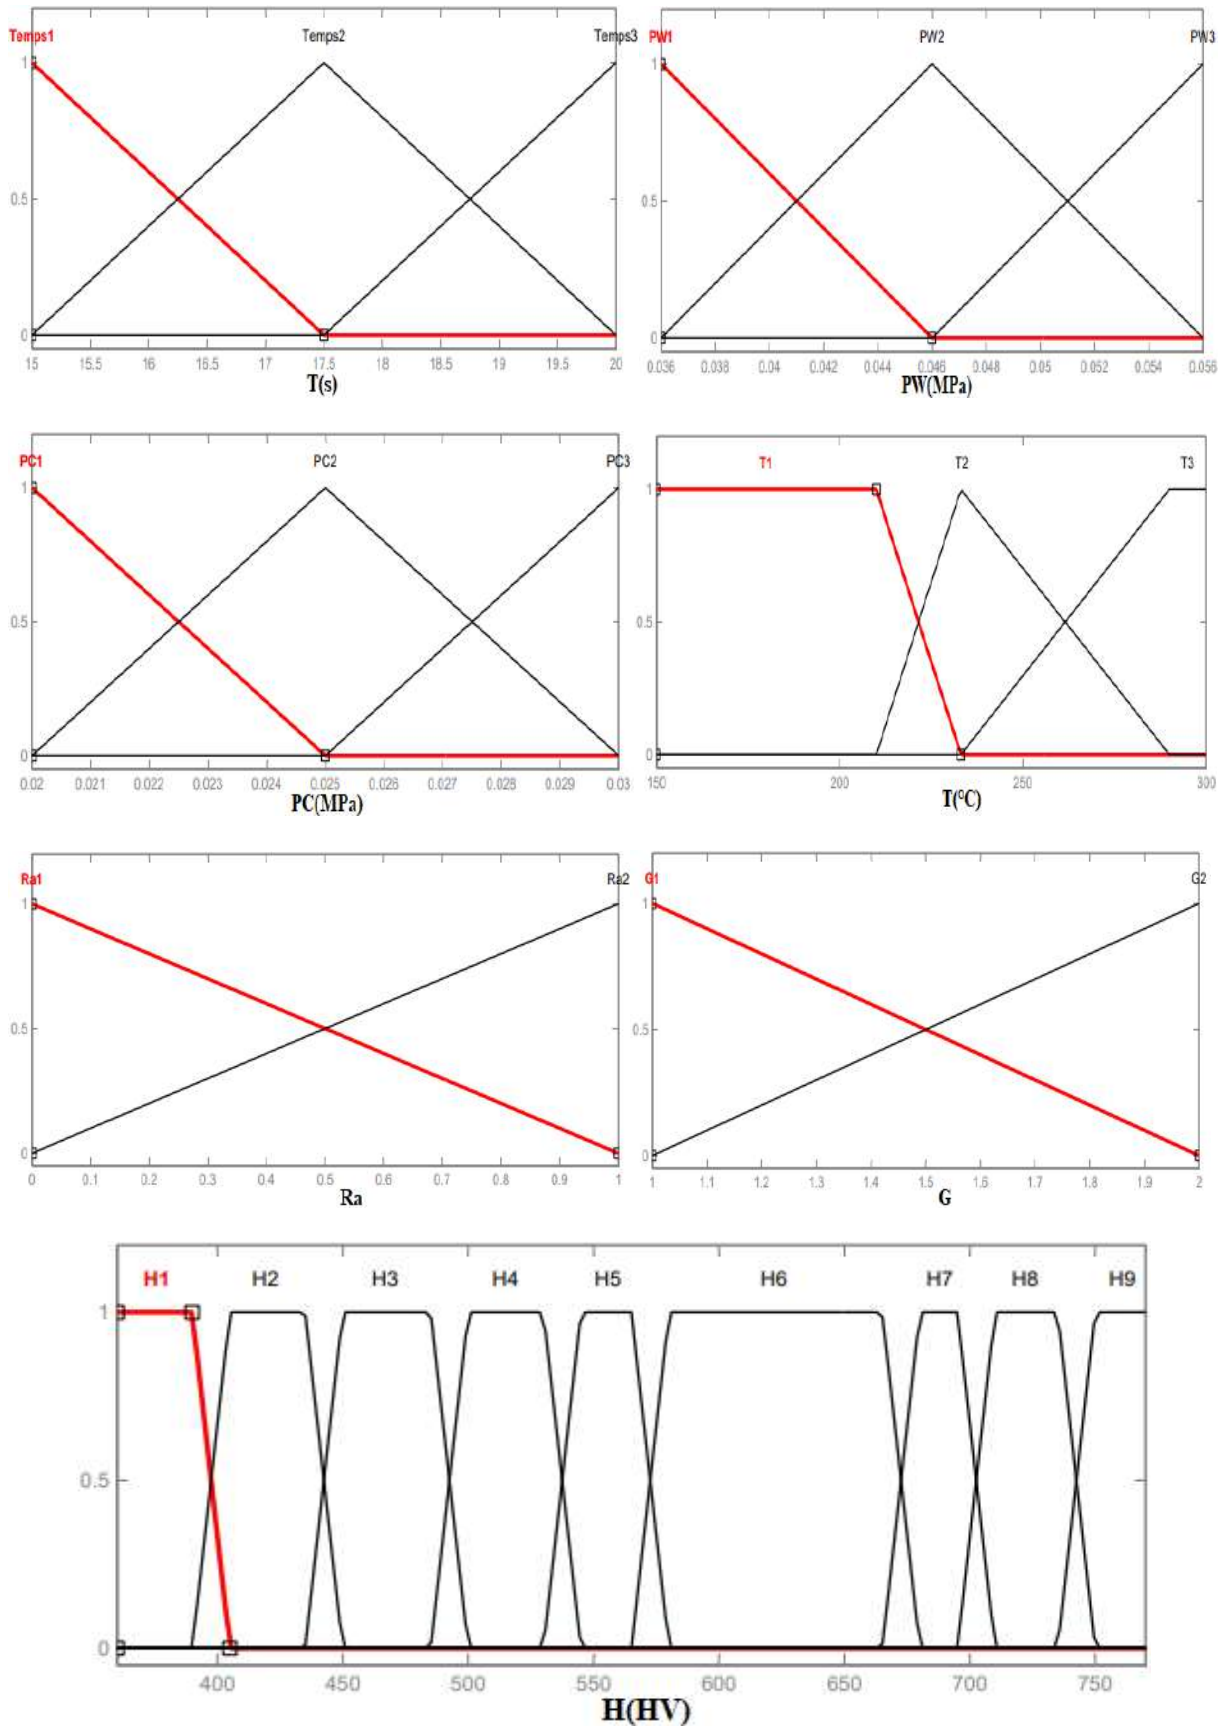 Temps1 Temps2 Temps3
1
0.5
0
15 15.5 16 16.5 17 17.5 18 18.5 19 19.5 20
T(s)
PW1 PW2 PW3
1
0.5
0
0.036 0.038 0.04 0.042 0.044 0.046 0.048 0.05 0.052 0.054 0.056
PW(MPa)
PC1 PC2 PC3
1
0.5
0
0.02 0.021 0.022 0.023 0.024 0.025 0.026 0.027 0.028 0.029 0.03
PC(MPa)
T1 T2 T3
1
0.5
0
150 200 250 300
T(°C)
Ra1 Ra2
1
0.5
0
0 0.1 0.2 0.3 0.4 0.5 0.6 0.7 0.8 0.9 1
Ra
G1 G2
1
0.5
0
1 1.1 1.2 1.3 1.4 1.5 1.6 1.7 1.8 1.9 2
G
H1 H2 H3 H4 H5 H6 H7 H8 H9
1
0.5
0
400 450 500 550 600 650 700 750
H(HV)